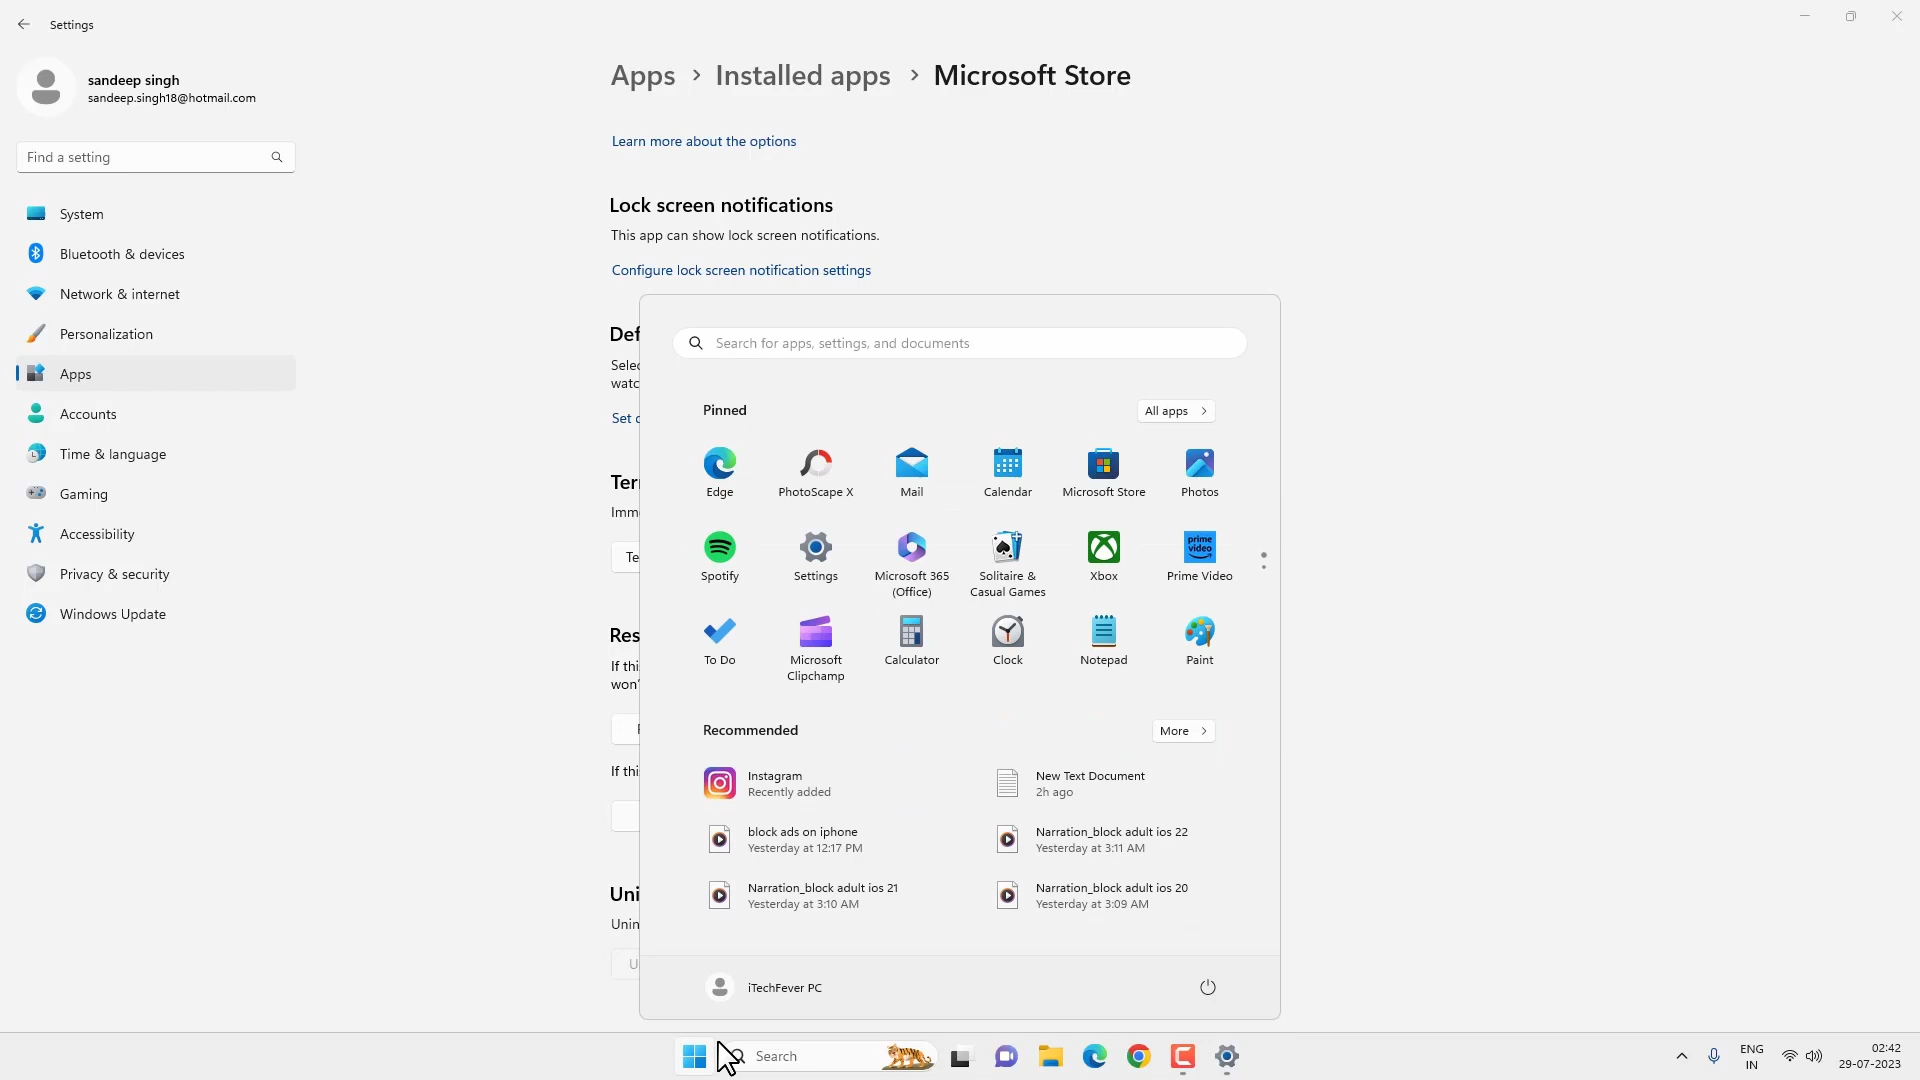 Settings
sandeep singh
sandeep.singh18@hotmail.com
Find a setting
System
Bluetooth & devices
Network & internet
Personalization
Apps
Accounts
Time & language
Gaming
Accessibility
Privacy & security
Windows Update
Apps > Installed apps > Microsoft Store
Learn more about the options
Lock screen notifications
This app can show lock screen notifications.
Configure lock screen notification settings
Def
Selec
watc
Set
Ter
Imm
Te
Res
If thi
won'
If thi
Uni
Unin
U
Search for apps, settings, and documents
Pinned
All apps >
Edge
PhotoScape X
Mail
Calendar
Microsoft Store
Photos
Spotify
Settings
Microsoft 365
(Office)
Solitaire &
Casual Games
Xbox
prime
video
Prime Video
To Do
Microsoft
Clipchamp
Calculator
Clock
Notepad
Paint
Recommended
More >
Instagram
Recently added
New Text Document
2h ago
block ads on iphone
Yesterday at 12:17 PM
Narration_block adult ios 22
Yesterday at 3:11 AM
Narration_block adult ios 21
Yesterday at 3:10 AM
Narration_block adult ios 20
Yesterday at 3:09 AM
iTechFever PC
Search
ENG
IN
02:42
29-07-2023